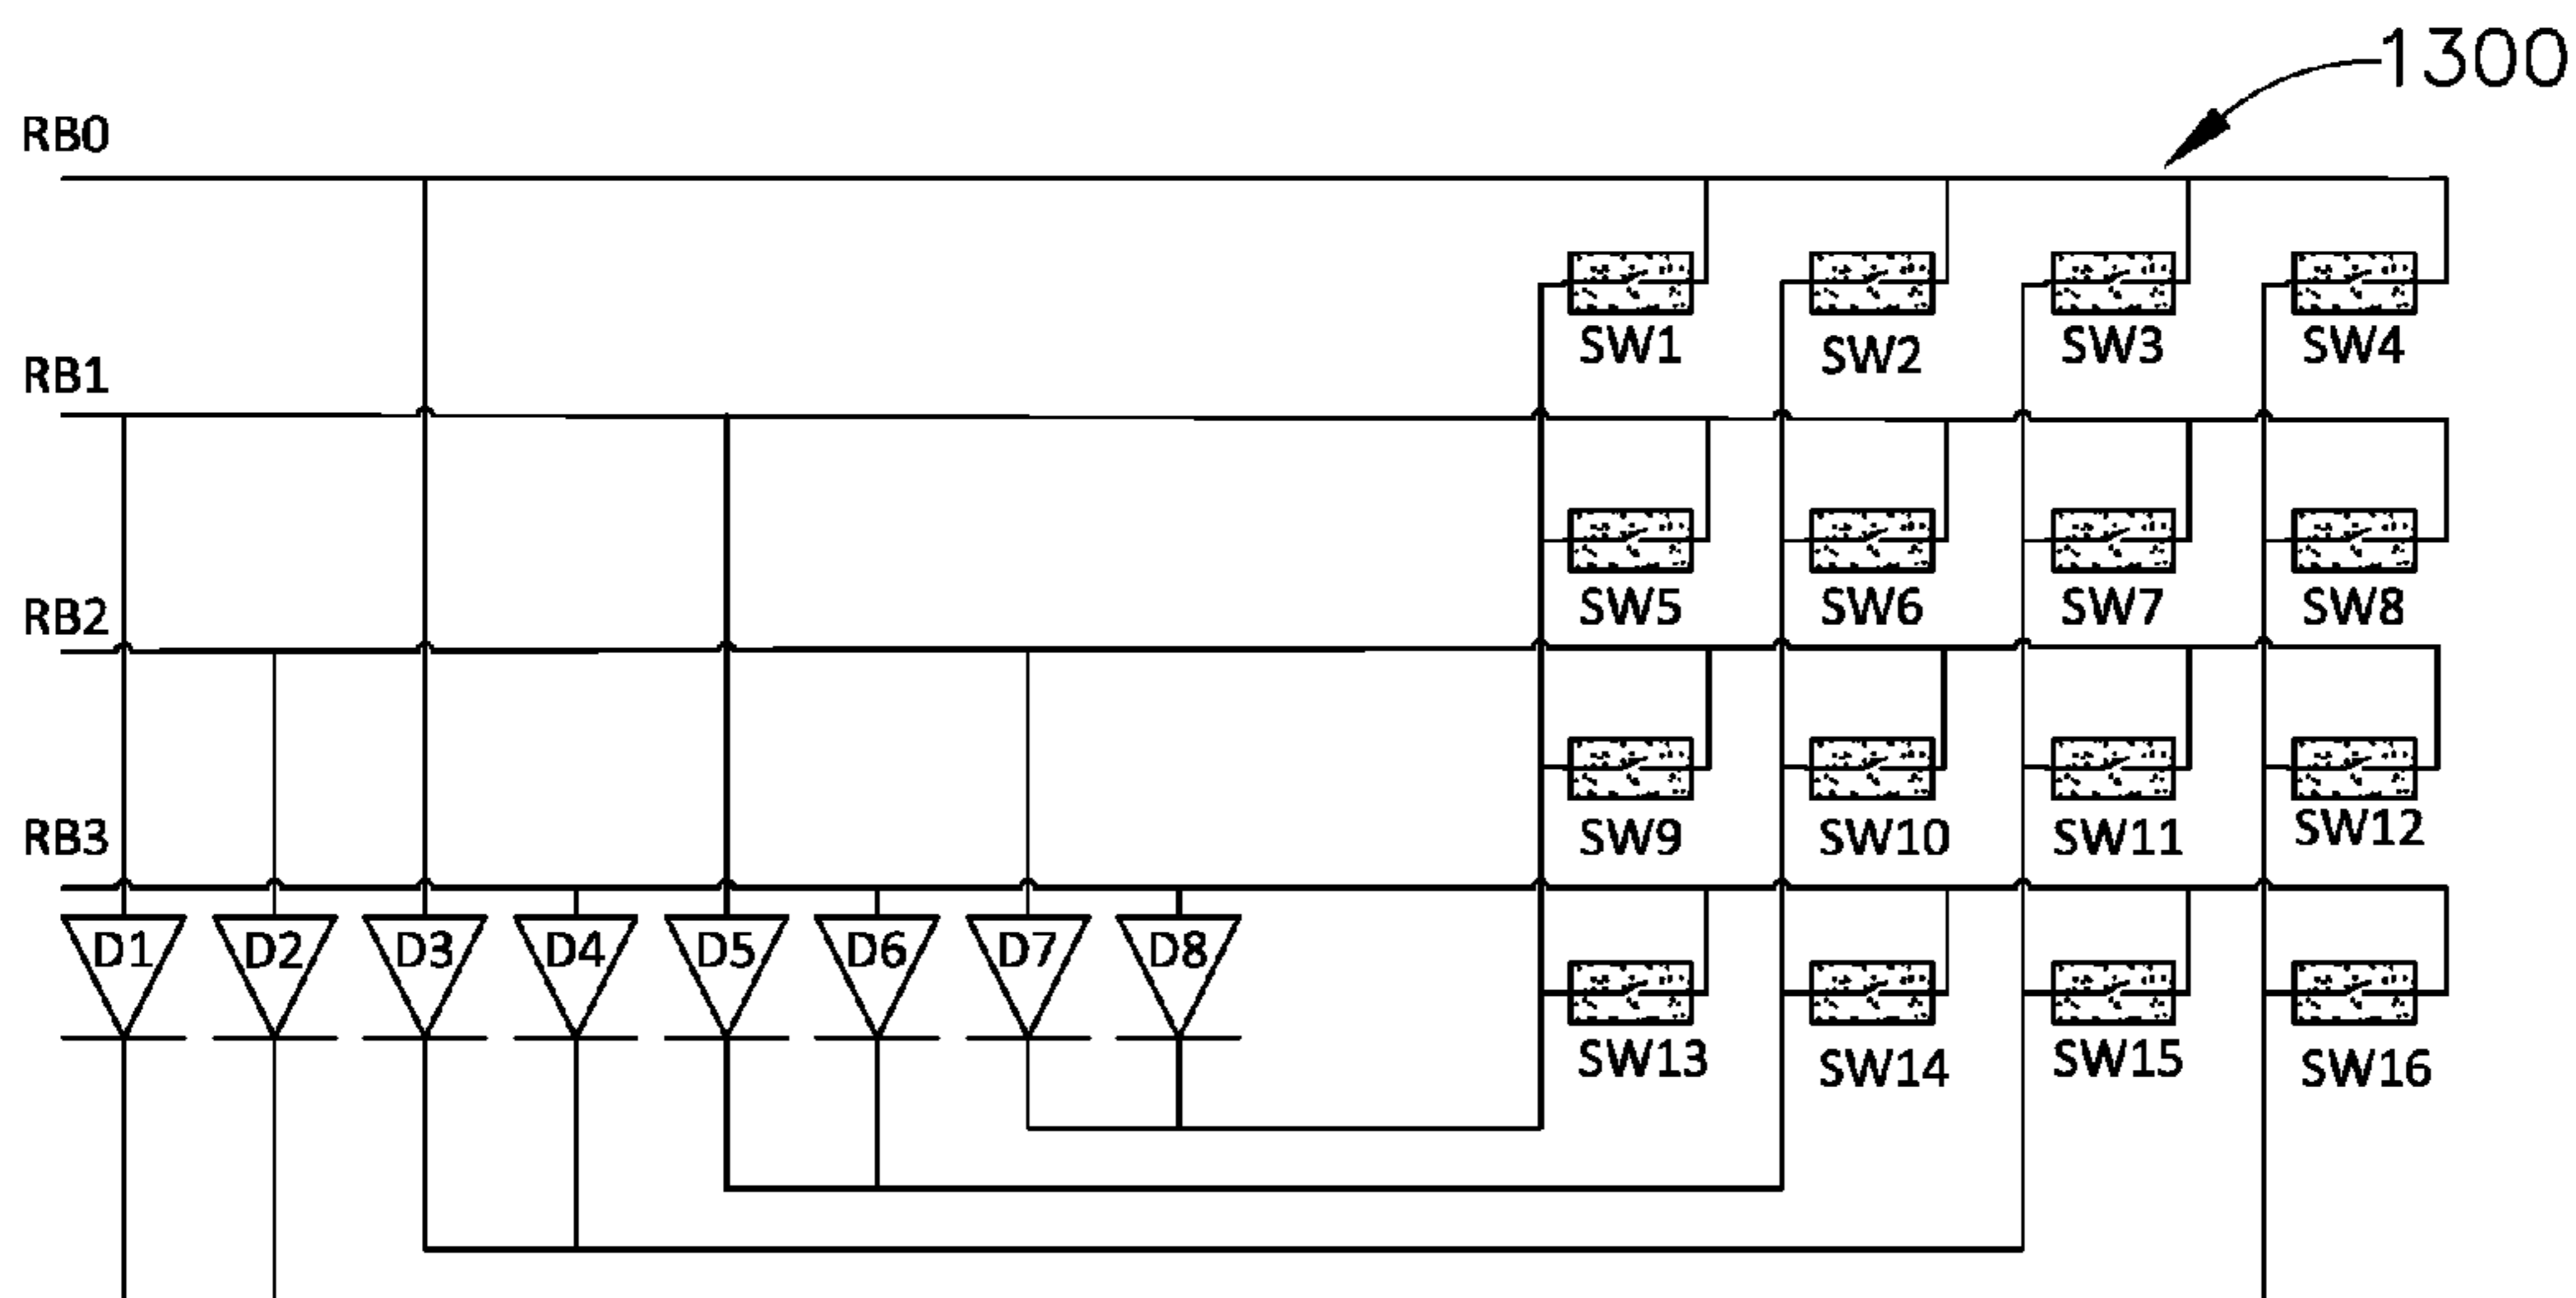 1300
RB0
SW1 SW2 SW3 SW4
RB1
SW5 SW6 SW7 SW8
RB2
SW9 SW10 SW11 SW12
RB3
D1 D2 D3 D4 D5 D6 D7 D8
SW13 SW14 SW15 SW16